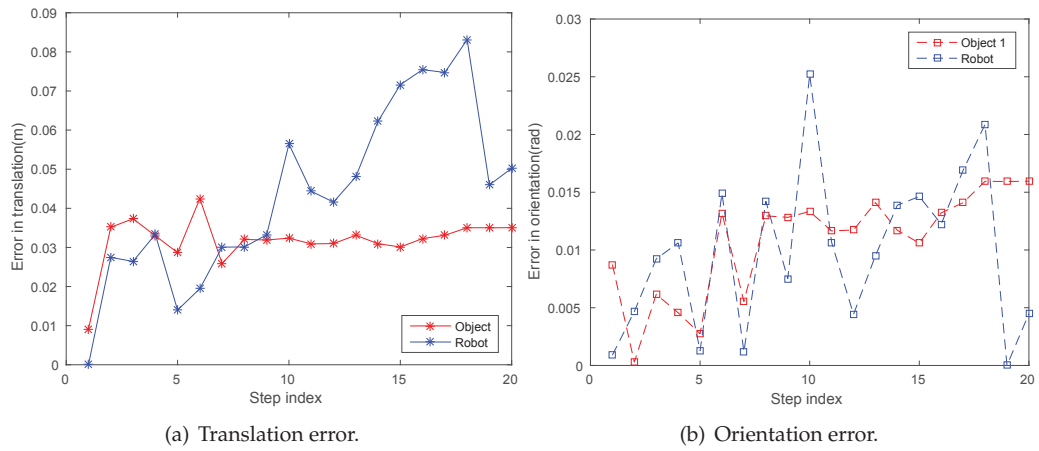 0.09
0.08
0.07
0.06
0.05
0.04
0.03
0.02
0.01
0
Error in translation(m)
0 5 10 15 20
Step index
Object
Robot
(a) Translation error.
0.03
0.025
0.02
0.015
0.01
0.005
0
Error in orientation(rad)
0 5 10 15 20
Step index
Object 1
Robot
(b) Orientation error.